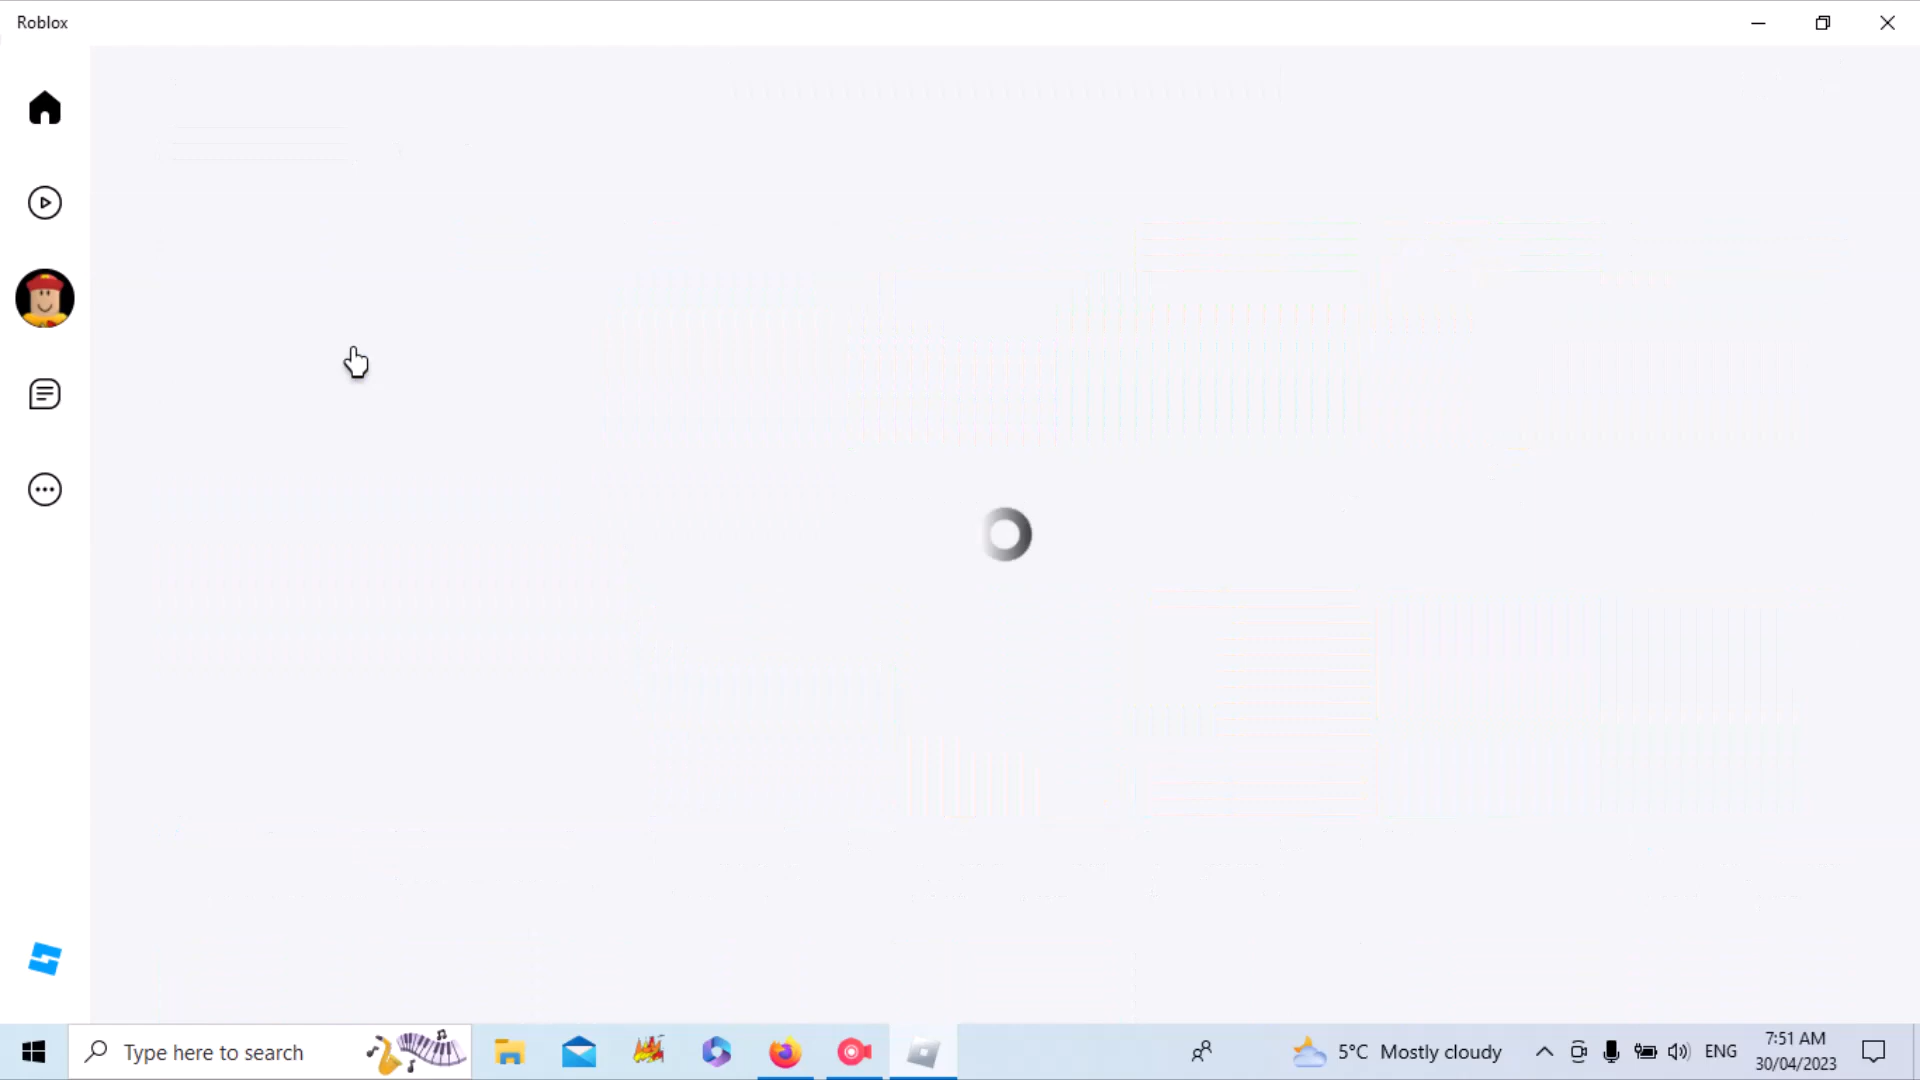 Roblox
Type here to search
5°C Mostly cloudy
ENG
7:51 AM
30/04/2023